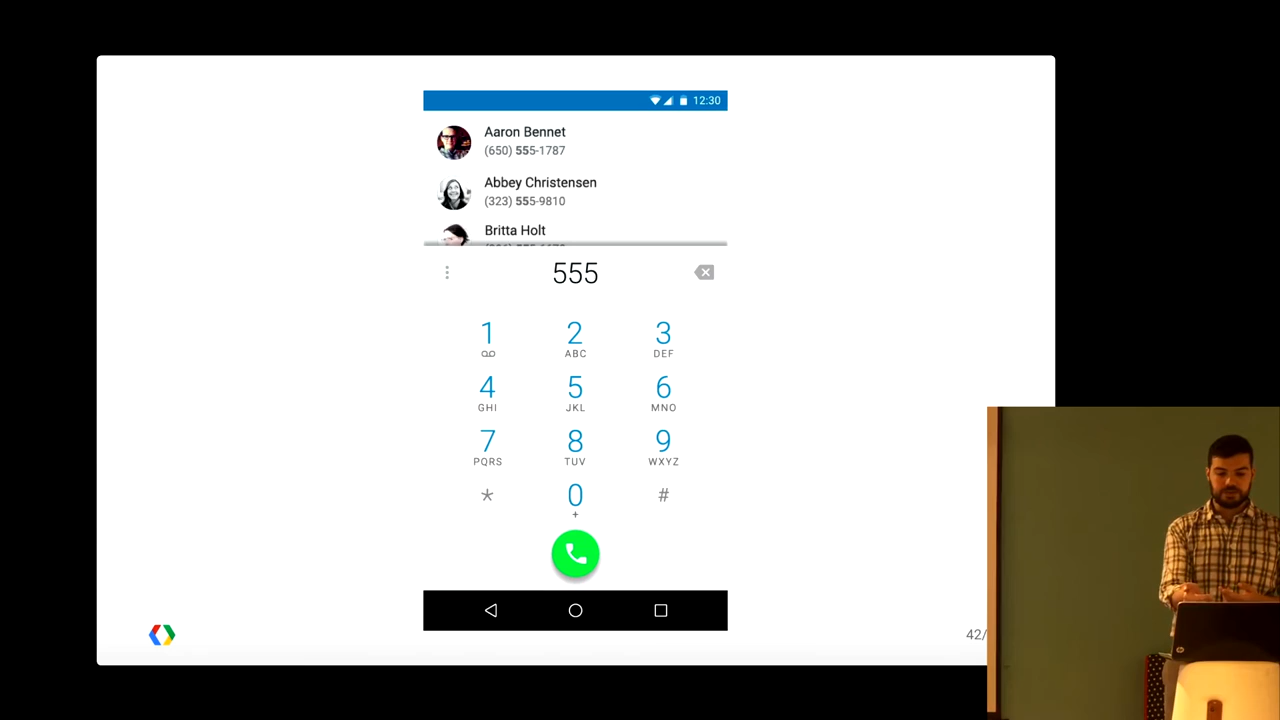 12:30
Aaron Bennet
(650) 555-1787
Abbey Christensen
(323) 555-9810
Britta Holt
555
1 2 3
ABC DEF
4 5 6
GHI JKL MNO
7 8 9
PQRS TUV WXYZ
* 0 #
+
42/
hp